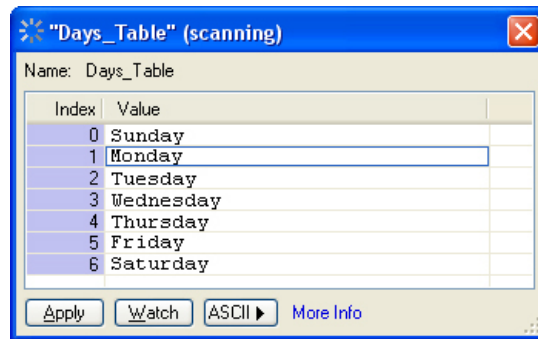 "Days_Table" (scanning)
Name: Days_Table
Index Value
0 Sunday
1 Monday
2 Tuesday
3 Wednesday
4 Thursday
5 Friday
6 Saturday
Apply Watch ASCII More Info